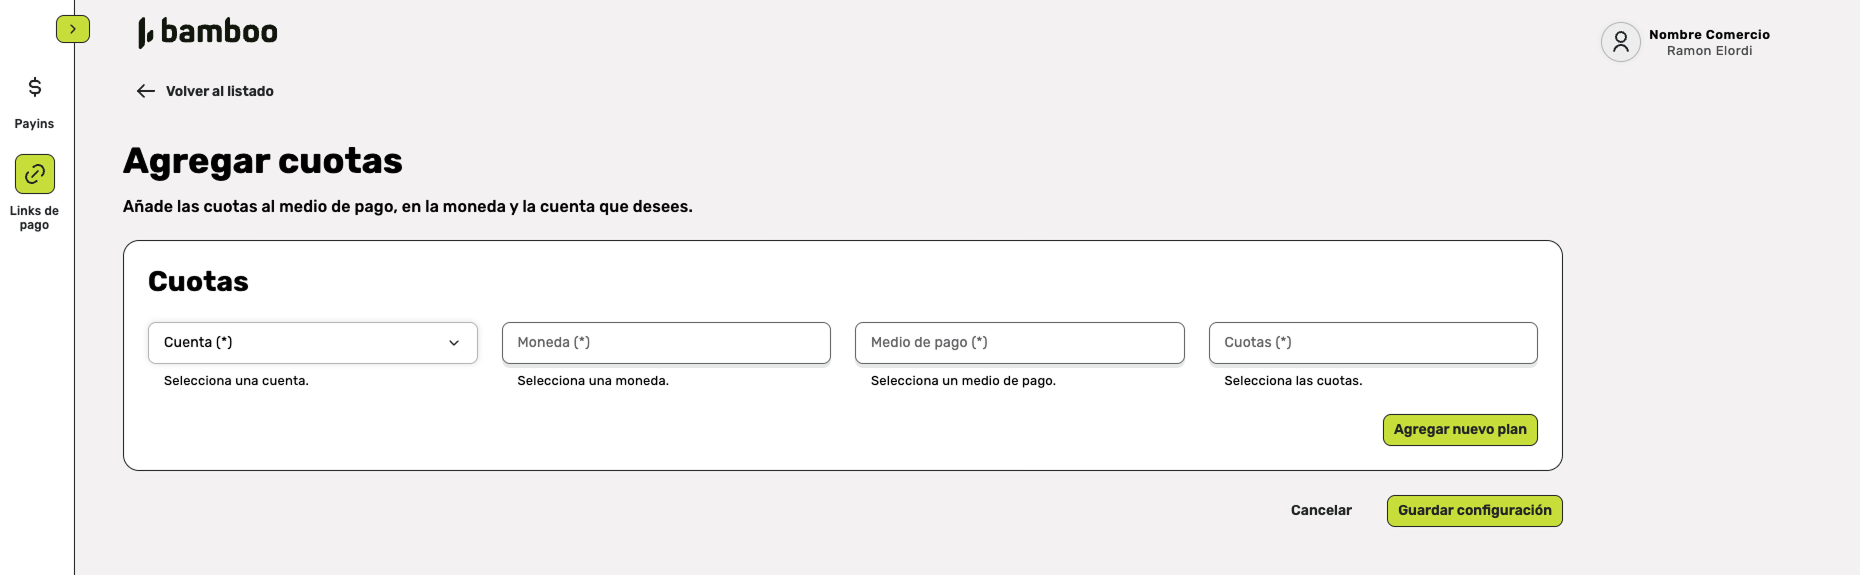 bamboo
Nombre Comercio
Ramon Elordi
Volver al listado
$
Payins
Links de
pago
Agregar cuotas
Añade las cuotas al medio de pago, en la moneda y la cuenta que desees.
Cuotas
Cuenta (*)
Moneda (*)
Medio de pago (*)
Cuotas (*)
Selecciona una cuenta.
Selecciona una moneda.
Selecciona un medio de pago.
Selecciona las cuotas.
Agregar nuevo plan
Cancelar
Guardar configuración